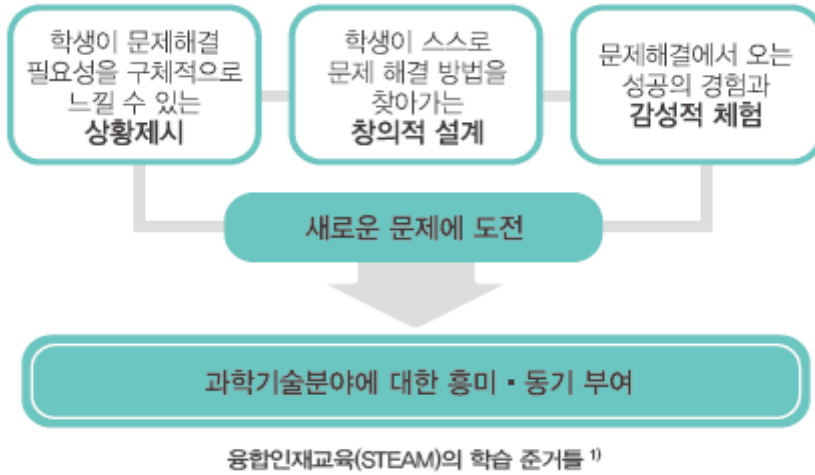 학생이 문제해결
필요성을 구체적으로
느낄 수 있는
상황제시
학생이 스스로
문제 해결 방법을
찾아가는
창의적 설계
문제해결에서 오는
성공의 경험과
감성적 체험
새로운 문제에 도전
과학기술분야에 대한 흥미·동기 부여
융합인재교육(STEAM)의 학습 준거틀 1)